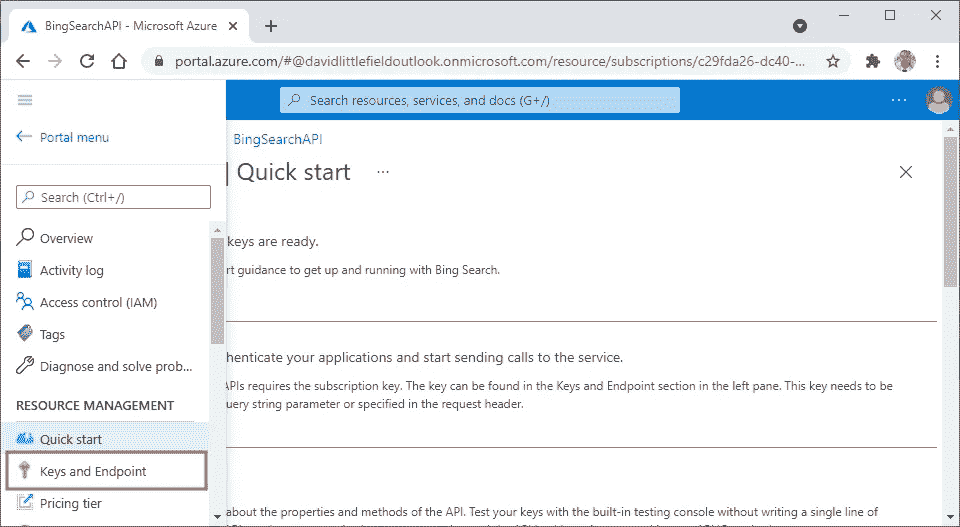 BingSearchAPI - Microsoft Azure
portal.azure.com/#@davidlittlefieldoutlook.onmicrosoft.com/resource/subscriptions/c29fda26-dc40-...
Search resources, services, and docs (G+/)
Portal menu
BingSearchAPI
Quick start
Search (Ctrl+/)
Overview
Activity log
Access control (IAM)
Tags
Diagnose and solve prob...
RESOURCE MANAGEMENT
Quick start
Keys and Endpoint
Pricing tier
keys are ready.
guidance to get up and running with Bing Search.
henticate your applications and start sending calls to the service.
APIs requires the subscription key. The key can be found in the Keys and Endpoint section in the left pane. This key needs to be
uery string parameter or specified in the request header.
about the properties and methods of the API. Test your keys with the built-in testing console without writing a single line of